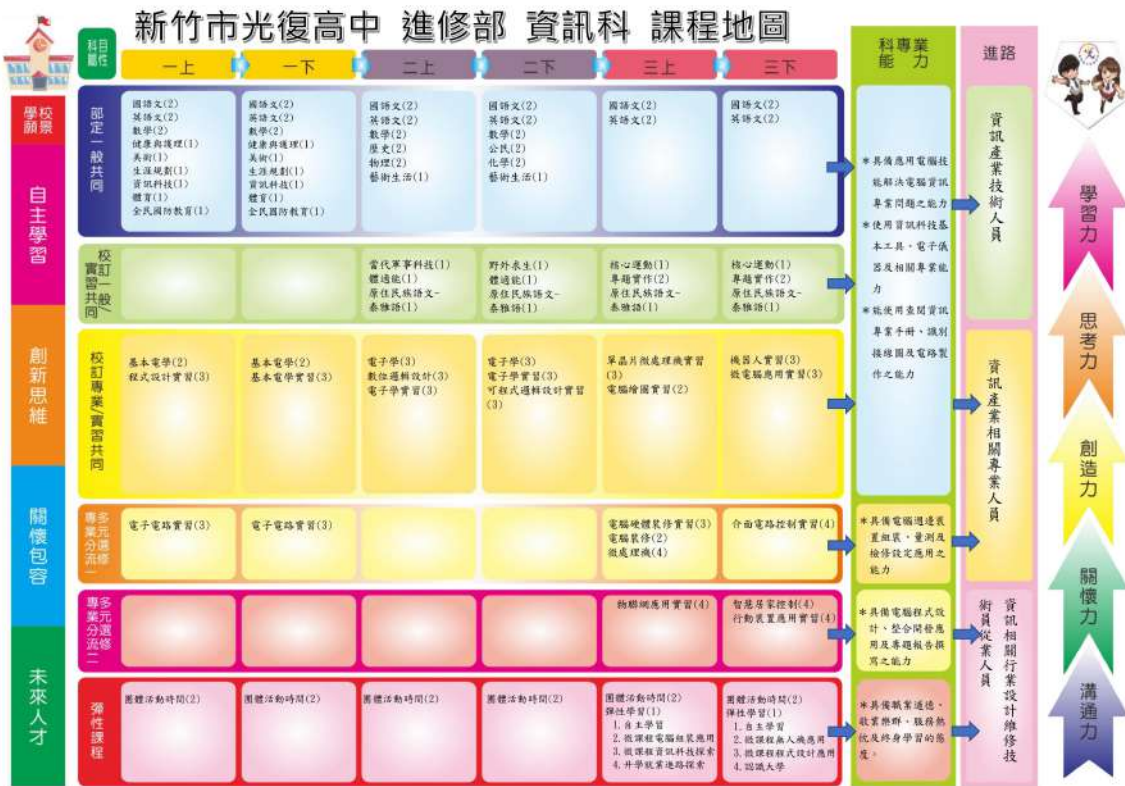 新竹市光復高中 進修部 資訊科 課程地圖
科目屬性
一上
一下
二上
二下
三上
三下
科專業能力
進路
學校願景
自主學習
創新思維
關懷包容
未來人才
部定一般共同
國語文(2)
英語文(2)
數學(2)
健康與護理(1)
美術(1)
生涯規劃(1)
資訊科技(1)
體育(1)
全民國防教育(1)
國語文(2)
英語文(2)
數學(2)
健康與護理(1)
美術(1)
生涯規劃(1)
資訊科技(1)
體育(1)
全民國防教育(1)
國語文(2)
英語文(2)
數學(2)
歷史(2)
物理(2)
藝術生活(1)
國語文(2)
英語文(2)
數學(2)
公民(2)
化學(2)
藝術生活(1)
國語文(2)
英語文(2)
國語文(2)
英語文(2)
校訂一般/實習共同
當代軍事科技(1)
體適能(1)
原住民族語文-
泰雅語(1)
野外求生(1)
體適能(1)
原住民族語文-
泰雅語(1)
核心運動(1)
專題實作(2)
原住民族語文-
泰雅語(1)
核心運動(1)
專題實作(2)
原住民族語文-
泰雅語(1)
校訂專業/實習共同
基本電學(2)
程式設計實習(3)
基本電學(2)
基本電學實習(3)
電子學(3)
數位邏輯設計(3)
電子學實習(3)
電子學(3)
電子學實習(3)
可程式邏輯設計實習
(3)
單晶片微處理機實習
(3)
電腦繪圖實習(2)
機器人實習(3)
微電腦應用實習(3)
多元選修
專業分流一
電子電路實習(3)
電子電路實習(3)
電腦硬體裝修實習(3)
電腦裝修(2)
微處理機(4)
介面電路控制實習(4)
多元選修
專業分流二
物聯網應用實習(4)
智慧居家控制(4)
行動裝置應用實習(4)
彈性課程
團體活動時間(2)
團體活動時間(2)
團體活動時間(2)
團體活動時間(2)
團體活動時間(2)
彈性學習(1)
1.自主學習
2.微課程電腦組裝應用
3.微課程資訊科技探索
4.升學就業進路探索
團體活動時間(2)
彈性學習(1)
1.自主學習
2.微課程無人機應用
3.微課程程式設計應用
4.認識大學
*具備應用電腦技
能解決電腦資訊
專業問題之能力
*使用資訊科技基
本工具、電子儀
器及相關專業能
力
*能使用查閱資訊
專業手冊、識別
接線圖及電路製
作之能力
*具備電腦週邊裝
置組裝、量測及
檢修設定應用之
能力
*具備電腦程式設
計、整合開發應
用及專題報告撰
寫之能力
*具備職業道德、
敬業樂群、服務熱
忱及終身學習的態
度。
資訊產業技術人員
資訊產業相關專業人員
資訊相關行業設計維修技
術員從業人員
學習力
思考力
創造力
關懷力
溝通力